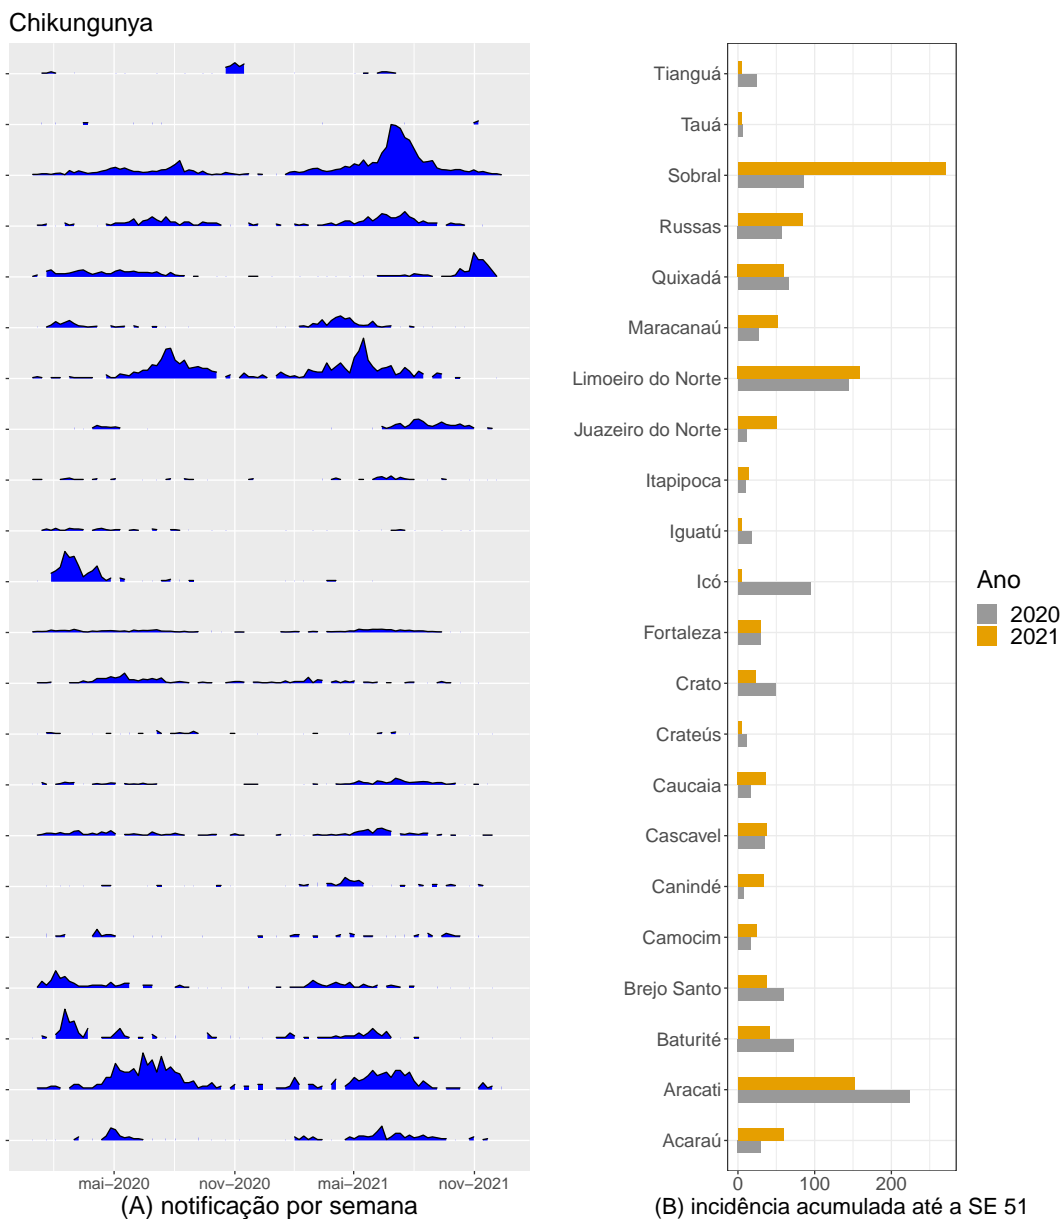 Chikungunya
Tianguá
Tauá
Sobral
Russas
Quixadá
Maracanaú
Limoeiro do Norte
Juazeiro do Norte
Itapipoca
Iguatú
Icó
Fortaleza
Crato
Crateús
Caucaia
Cascavel
Canindé
Camocim
Brejo Santo
Baturité
Aracati
Acaraú
Ano
2020
2021
mai−2020 nov−2020 mai−2021 nov−2021
(A) notificação por semana
0 100 200
(B) incidência acumulada até a SE 51